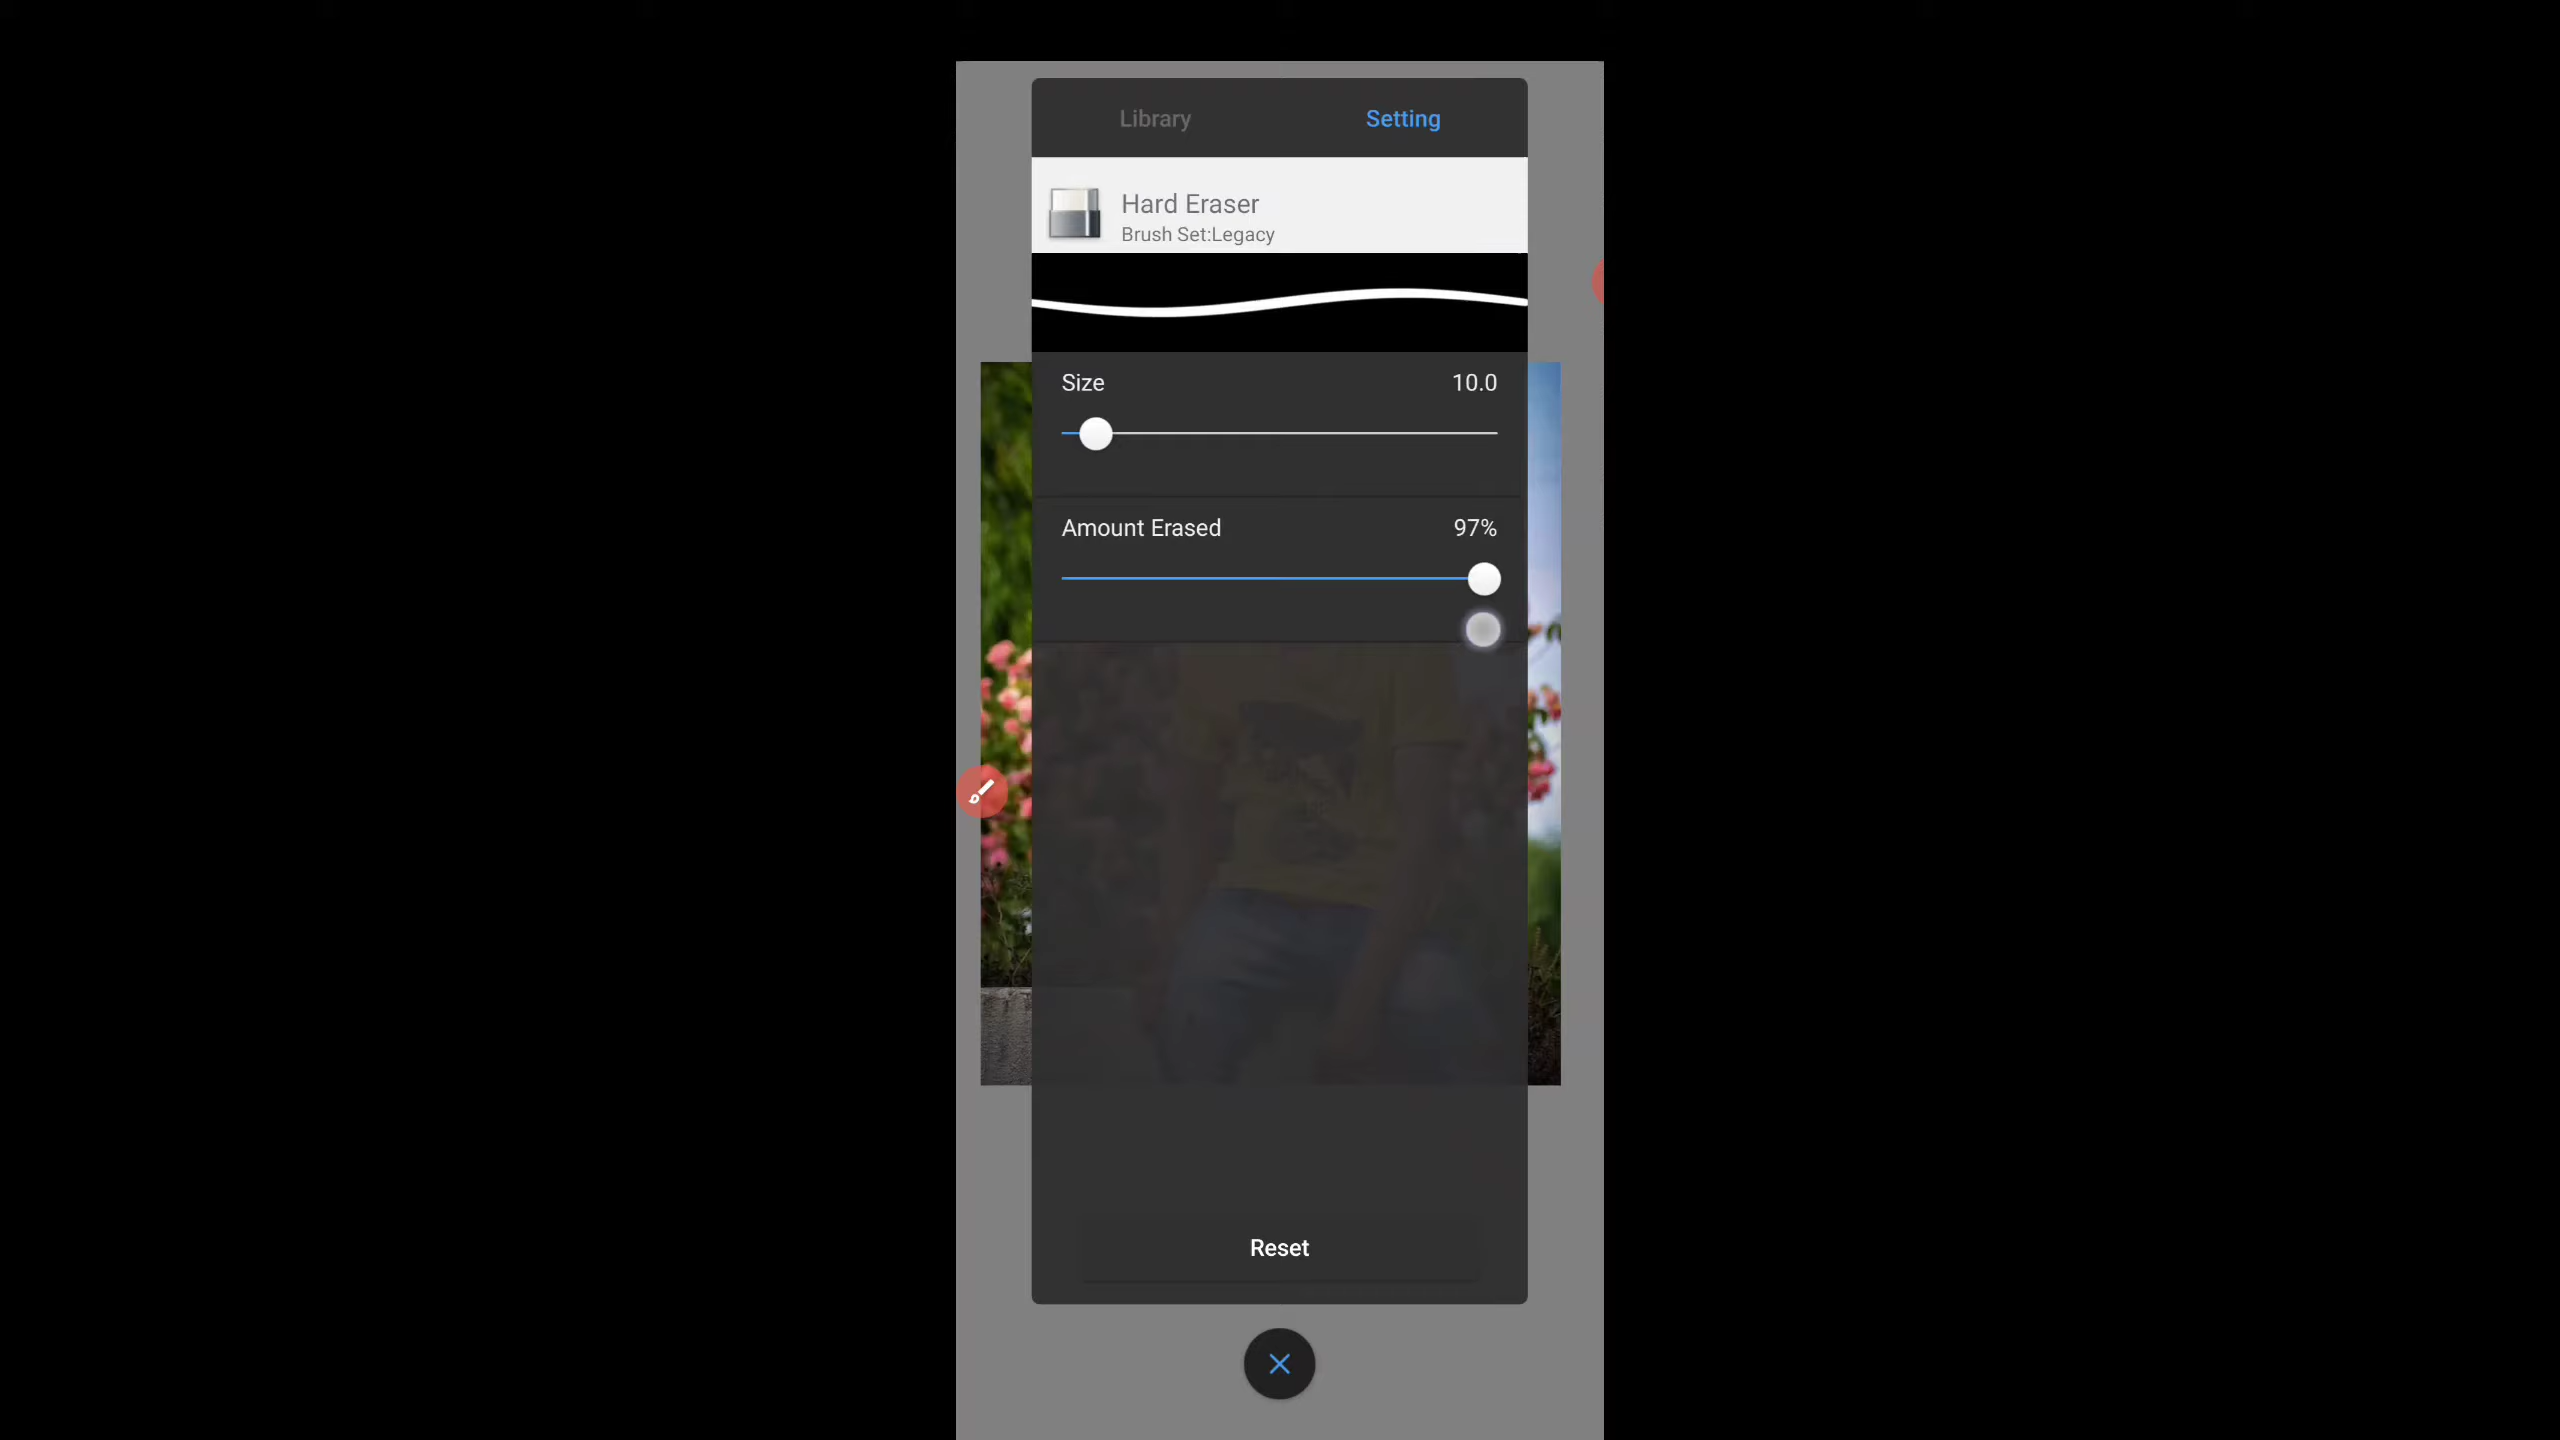 Library Setting
Hard Eraser
Brush Set:Legacy
Size 10.0
Amount Erased 97%
Reset